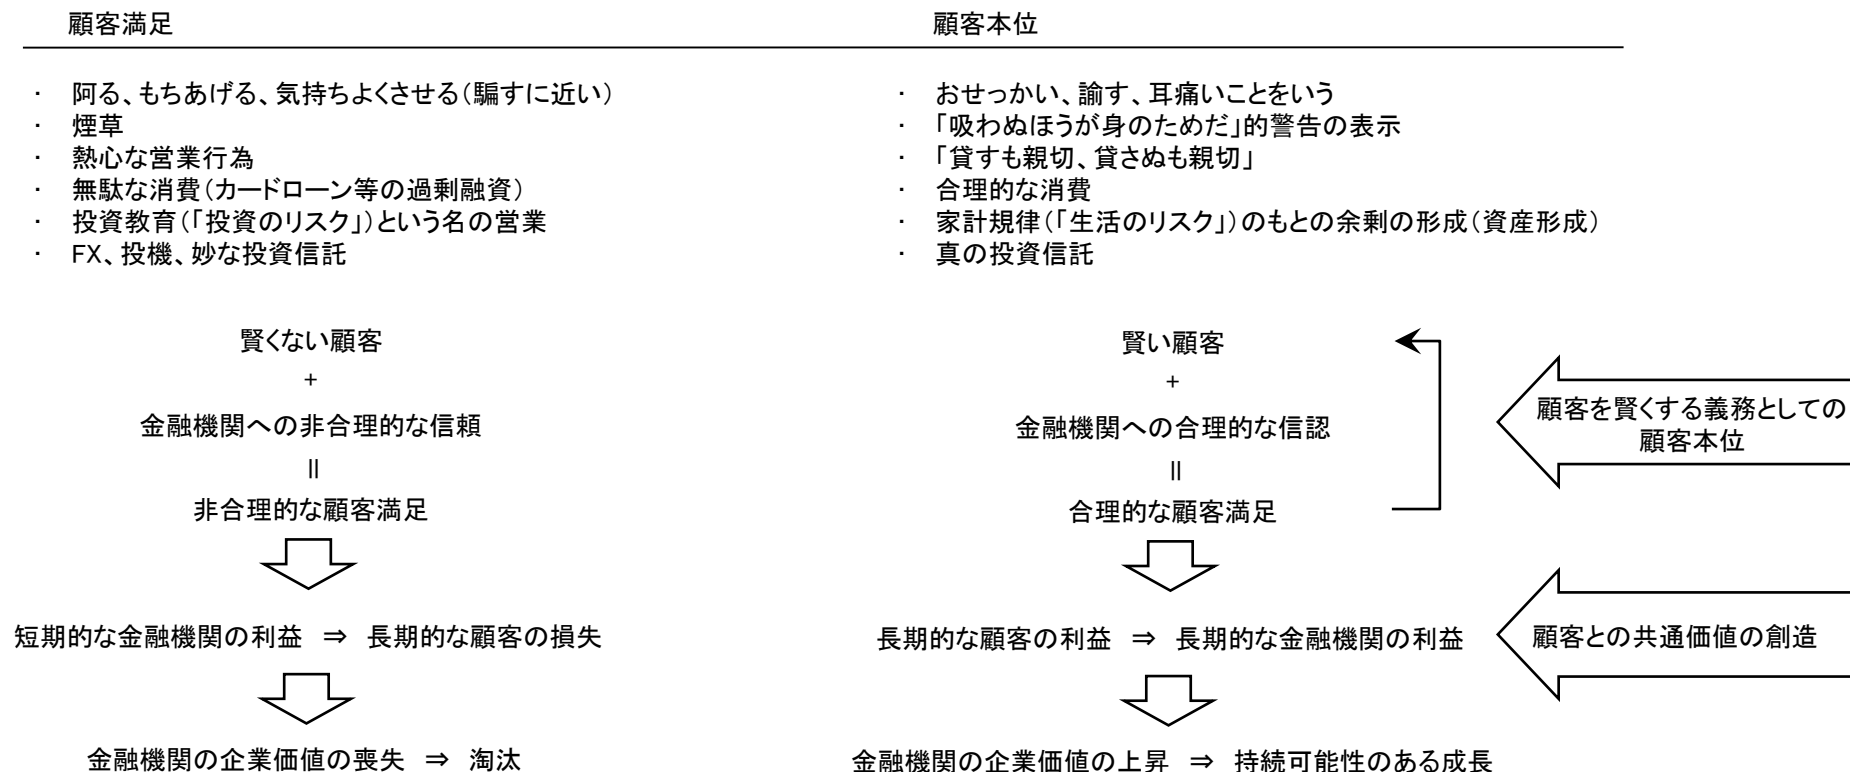 顧客満足
・ 阿る、もちあげる、気持ちよくさせる（騙すに近い）
・ 煙草
・ 熱心な営業行為
・ 無駄な消費（カードローン等の過剰融資）
・ 投資教育（「投資のリスク」）という名の営業
・ FX、投機、妙な投資信託
賢くない顧客
+
金融機関への非合理的な信頼
||
非合理的な顧客満足
短期的な金融機関の利益 ⇒ 長期的な顧客の損失
金融機関の企業価値の喪失 ⇒ 淘汰
顧客本位
・ おせっかい、諭す、耳痛いことをいう
・ 「吸わぬほうが身のためだ」的警告の表示
・ 「貸すも親切、貸さぬも親切」
・ 合理的な消費
・ 家計規律（「生活のリスク」）のもとの余剰の形成（資産形成）
・ 真の投資信託
賢い顧客
+
金融機関への合理的な信認
||
合理的な顧客満足
長期的な顧客の利益 ⇒ 長期的な金融機関の利益
金融機関の企業価値の上昇 ⇒ 持続可能性のある成長
顧客を賢くする義務としての
顧客本位
顧客との共通価値の創造